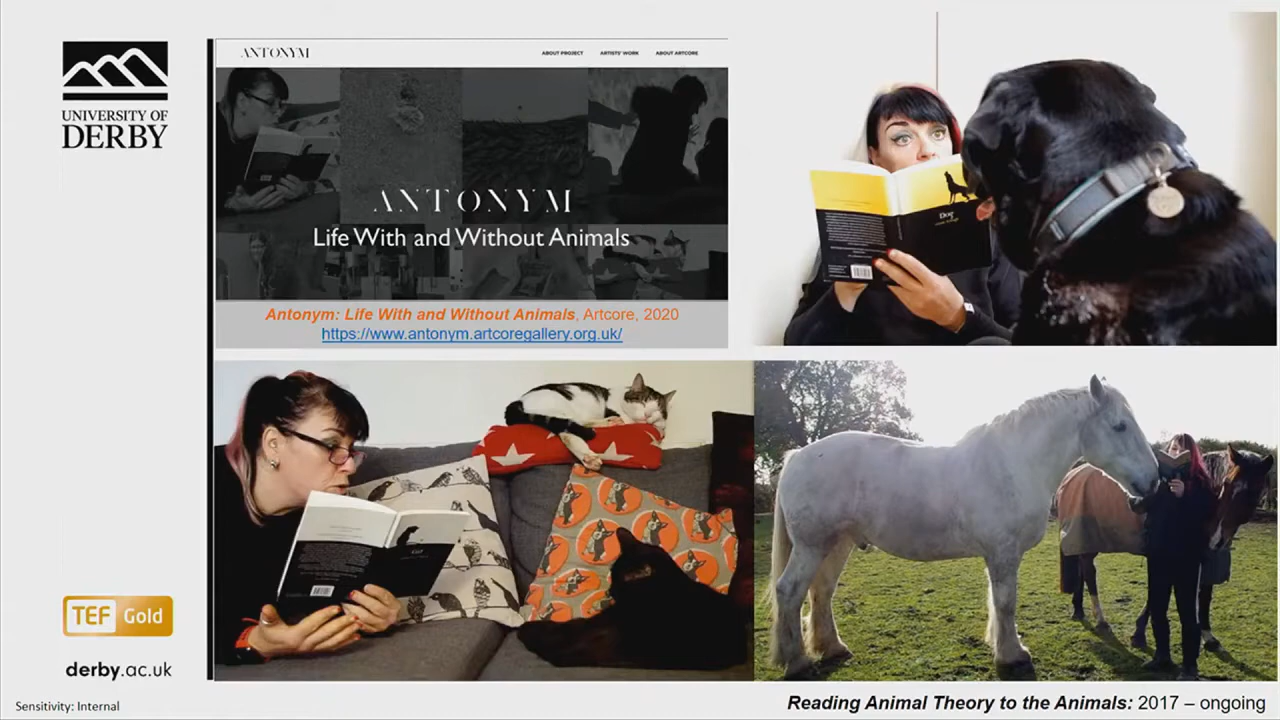 UNIVERSITY OF
DERBY
ANTONYM
ABOUT PROJECT ARTISTS' WORK ABOUT ARTCORE
ANTONYM
Life With and Without Animals
Antonym: Life With and Without Animals, Artcore, 2020
https://www.antonym.artcoregallery.org.uk/
Dog
Cat
TEF Gold
derby.ac.uk
Sensitivity: Internal
Reading Animal Theory to the Animals: 2017 – ongoing